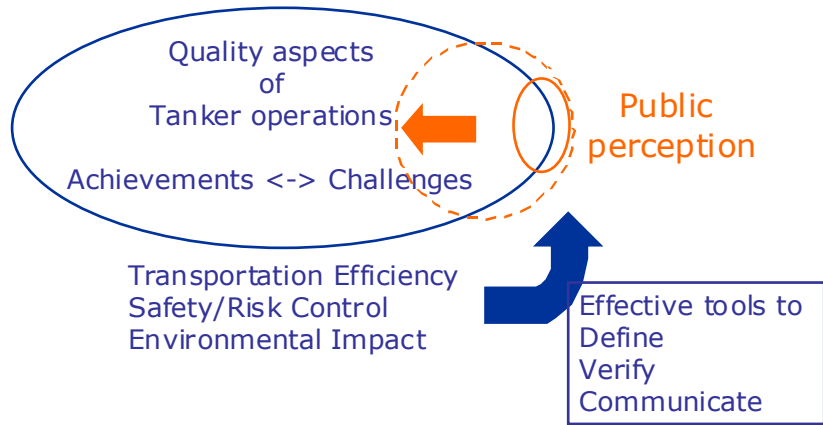 Quality aspects
of
Tanker operations
Achievements <-> Challenges
Public
perception
Transportation Efficiency
Safety/Risk Control
Environmental Impact
Effective tools to
Define
Verify
Communicate